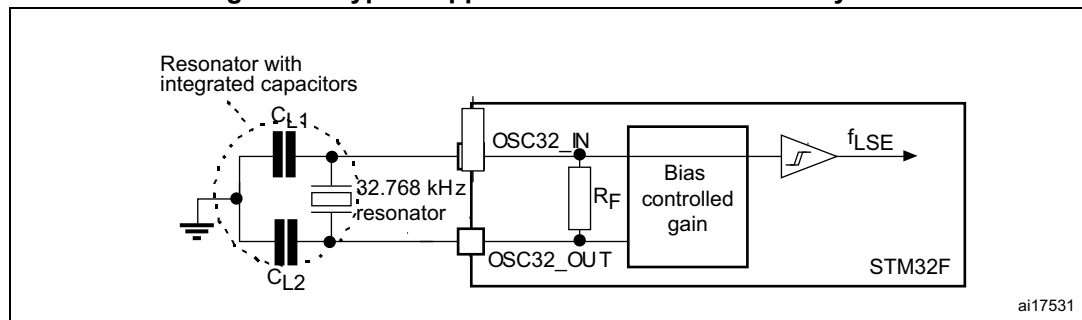 Resonator with
integrated capacitors
CL1
OSC32_IN
fLSE
32.768 kHz
resonator
RF
Bias
controlled
gain
OSC32_OUT
STM32F
CL2
ai17531